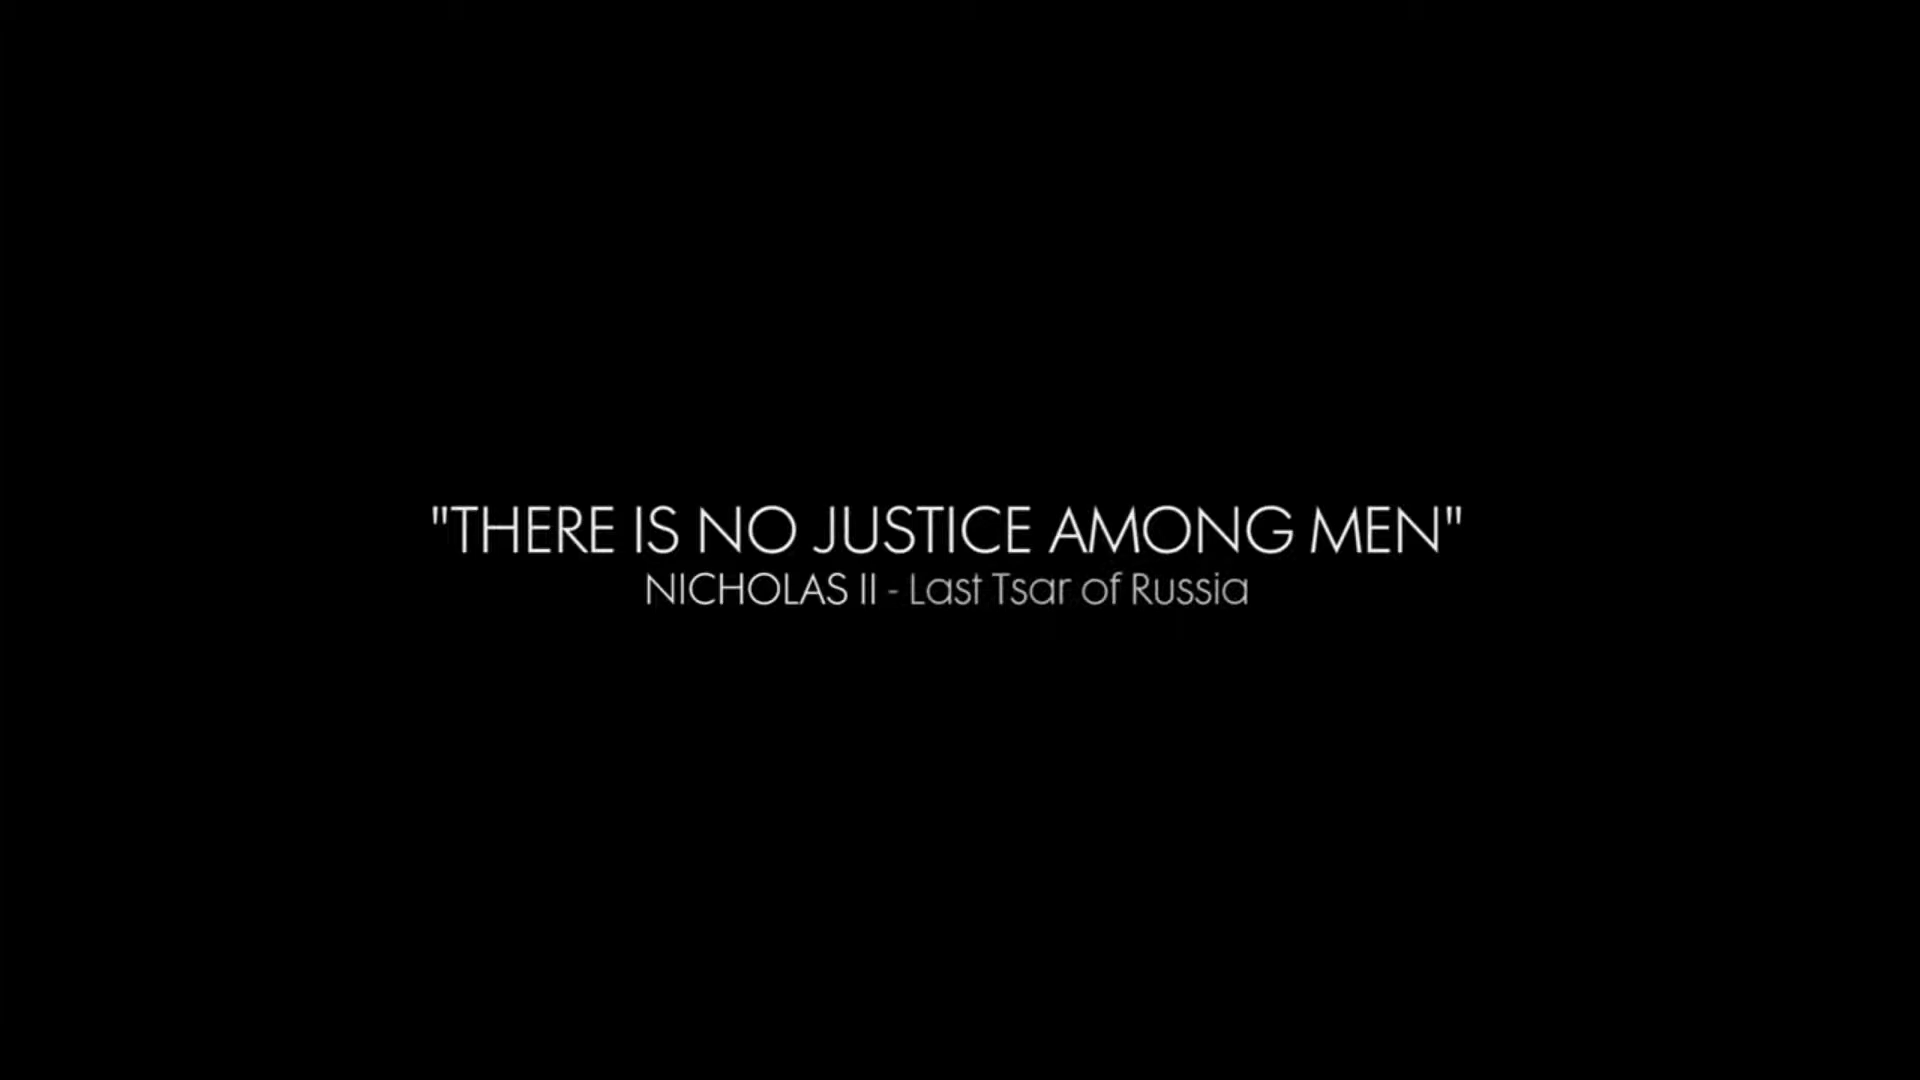 "THERE IS NO JUSTICE AMONG MEN"
NICHOLAS II - Last Tsar of Russia